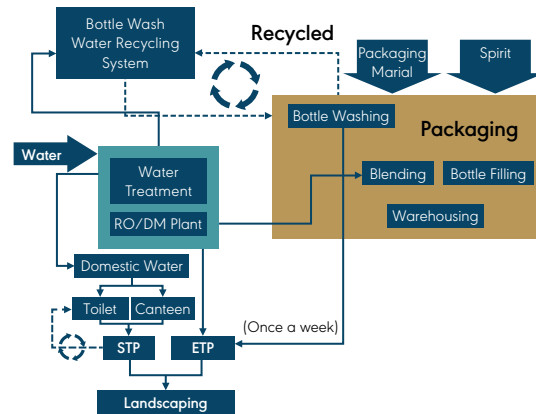 Bottle Wash
Water Recycling
System
Recycled
Packaging
Marial
Spirit
Bottle Washing
Packaging
Water
Water
Treatment
Blending
Bottle Filling
RO/DM Plant
Warehousing
Domestic Water
Toilet
Canteen
(Once a week)
STP
ETP
Landscaping